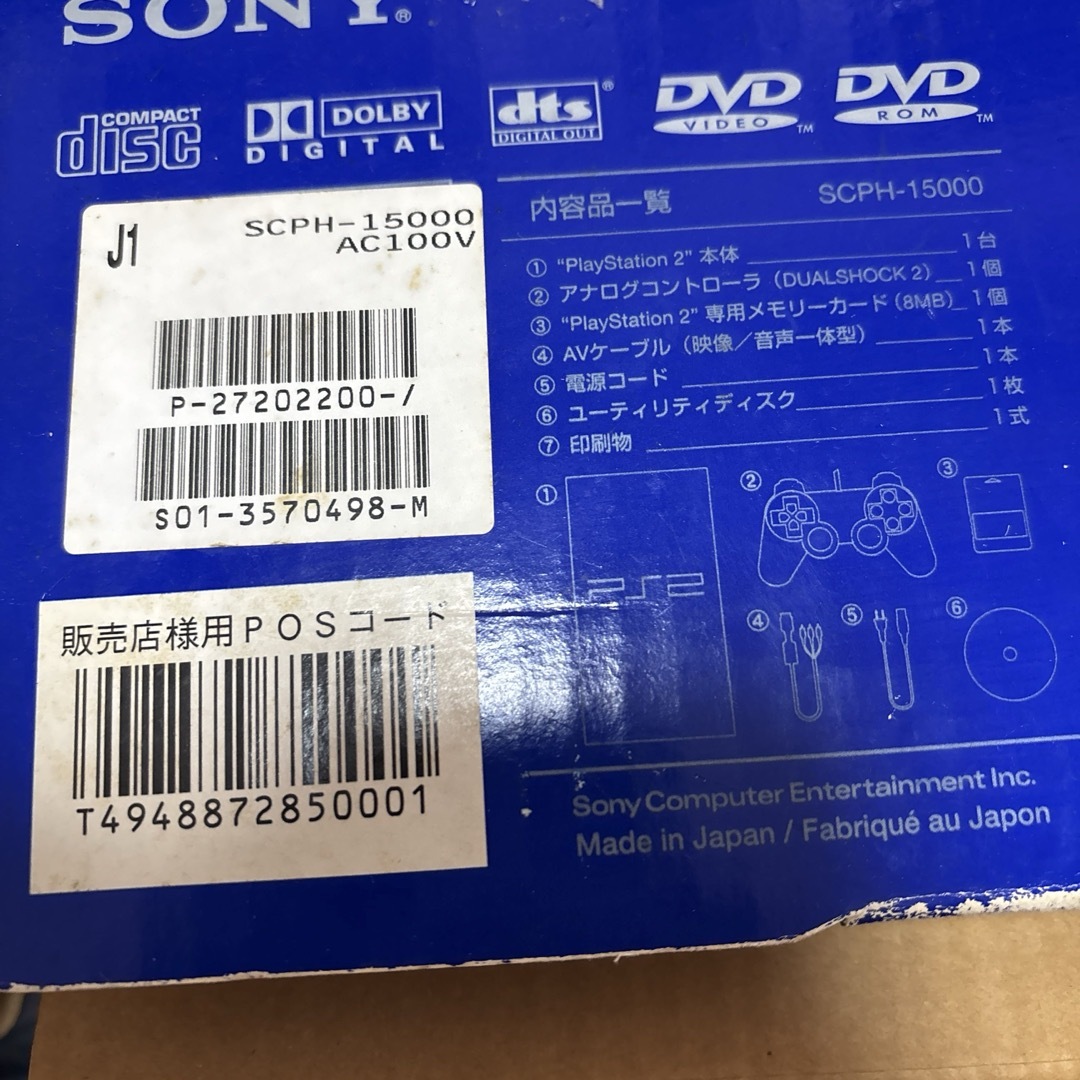 SONY®
COMPACT
disc
DOLBY
DIGITAL
dts®
DIGITAL OUT
DVD
VIDEO™
DVD
ROM™
J1
SCPH-15000
AC100V
P-27202200-/
S01-3570498-M
販売店様用POSコード
T4948872850001
内容品一覧 SCPH-15000
① “PlayStation 2” 本体 1台
② アナログコントローラ（DUALSHOCK 2） 1個
③ “PlayStation 2” 専用メモリーカード（8MB） 1個
④ AVケーブル（映像／音声一体型） 1本
⑤ 電源コード 1本
⑥ ユーティリティディスク 1枚
⑦ 印刷物 1式
① ② ③
PS2
④ ⑤ ⑥
Sony Computer Entertainment Inc.
Made in Japan / Fabriqué au Japon